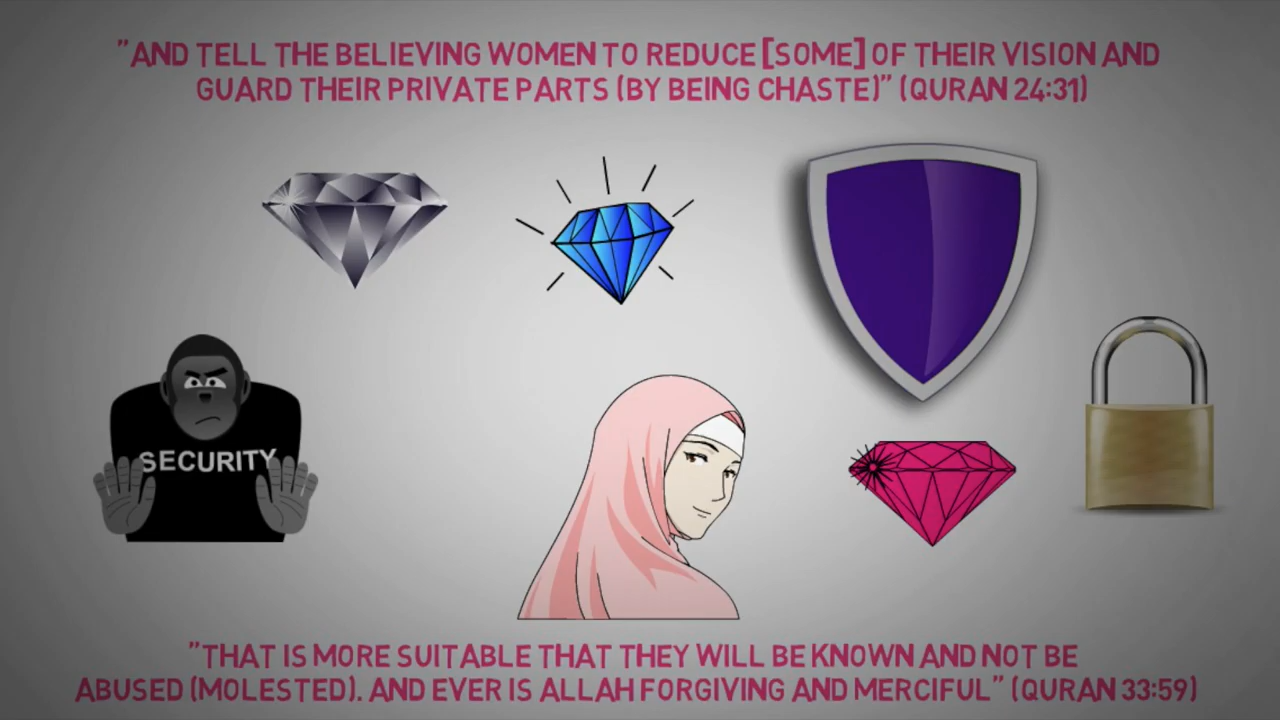 "AND TELL THE BELIEVING WOMEN TO REDUCE [SOME] OF THEIR VISION AND
GUARD THEIR PRIVATE PARTS (BY BEING CHASTE)" (QURAN 24:31)
SECURITY
"THAT IS MORE SUITABLE THAT THEY WILL BE KNOWN AND NOT BE
ABUSED (MOLESTED). AND EVER IS ALLAH FORGIVING AND MERCIFUL" (QURAN 33:59)